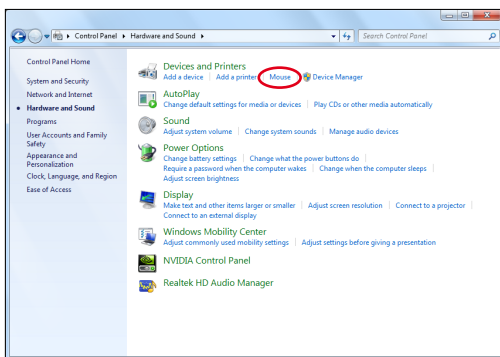 Control Panel ▸ Hardware and Sound ▸
Search Control Panel
Control Panel Home
System and Security
Network and Internet
Hardware and Sound
Programs
User Accounts and Family
Safety
Appearance and
Personalization
Clock, Language, and Region
Ease of Access
Devices and Printers
Add a device | Add a printer | Mouse | Device Manager
AutoPlay
Change default settings for media or devices | Play CDs or other media automatically
Sound
Adjust system volume | Change system sounds | Manage audio devices
Power Options
Change battery settings | Change what the power buttons do |
Require a password when the computer wakes | Change when the computer sleeps |
Adjust screen brightness
Display
Make text and other items larger or smaller | Adjust screen resolution | Connect to a projector |
Connect to an external display
Windows Mobility Center
Adjust commonly used mobility settings | Adjust settings before giving a presentation
NVIDIA Control Panel
Realtek HD Audio Manager